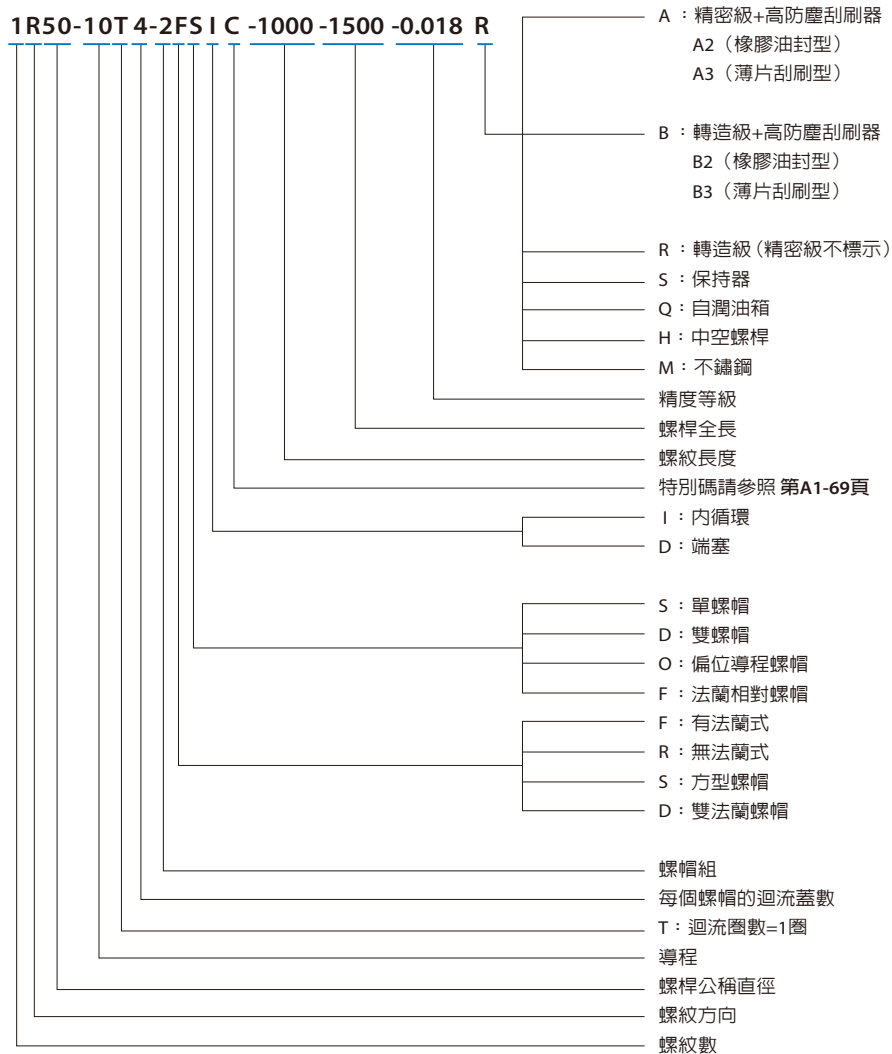 1R50-10T4-2FSIC -1000 -1500 -0.018 R
A：精密級+高防塵刮刷器
A2（橡膠油封型）
A3（薄片刮刷型）
B：轉造級+高防塵刮刷器
B2（橡膠油封型）
B3（薄片刮刷型）
R：轉造級（精密級不標示）
S：保持器
Q：自潤油箱
H：中空螺桿
M：不鏽鋼
精度等級
螺桿全長
螺紋長度
特別碼請參照 第A1-69頁
I：內循環
D：端塞
S：單螺帽
D：雙螺帽
O：偏位導程螺帽
F：法蘭相對螺帽
F：有法蘭式
R：無法蘭式
S：方型螺帽
D：雙法蘭螺帽
螺帽組
每個螺帽的迴流蓋數
T：迴流圈數=1圈
導程
螺桿公稱直徑
螺紋方向
螺紋數